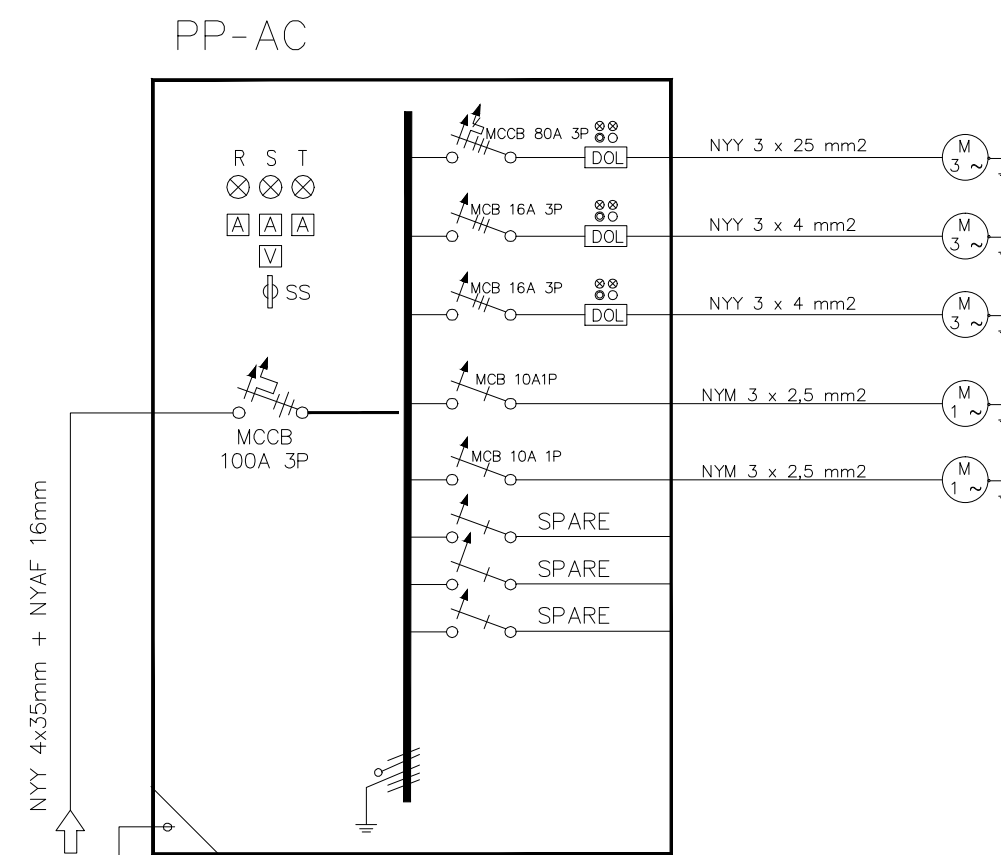 PP-AC
R S T
A A A
V
SS
MCCB
100A 3P
NYY 4x35mm + NYAF 16mm
MCCB 80A 3P
DOL
NYY 3 x 25 mm2
M
3 ~
MCB 16A 3P
DOL
NYY 3 x 4 mm2
M
3 ~
MCB 16A 3P
DOL
NYY 3 x 4 mm2
M
3 ~
MCB 10A1P
NYM 3 x 2,5 mm2
M
1 ~
MCB 10A 1P
NYM 3 x 2,5 mm2
M
1 ~
SPARE
SPARE
SPARE